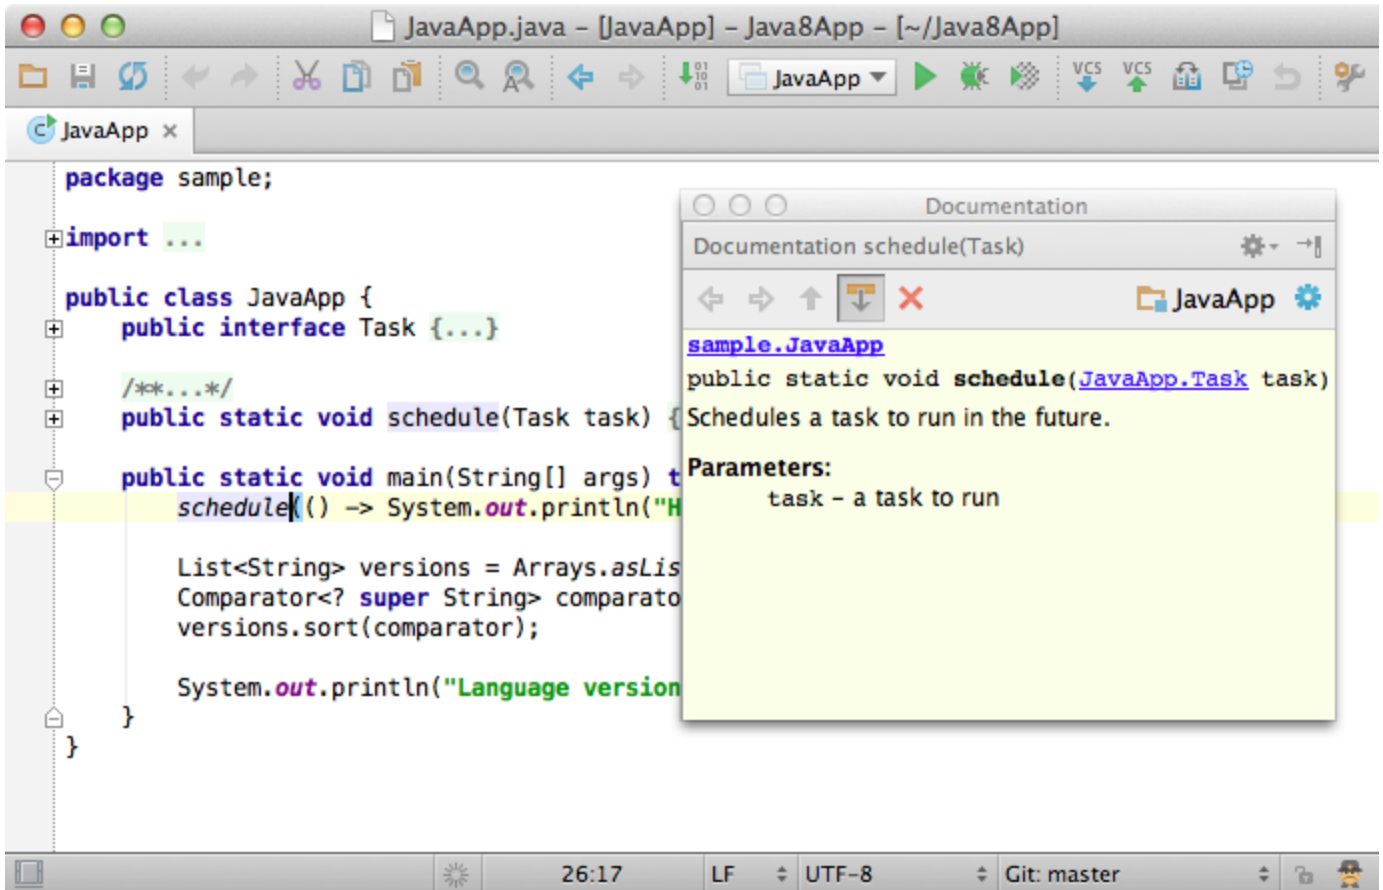 JavaApp.java – [JavaApp] – Java8App – [~/Java8App]
JavaApp
VCS VCS
JavaApp
package sample;
import ...
public class JavaApp {
public interface Task {...}
/**...*/
public static void schedule(Task task) {
public static void main(String[] args) t
schedule(() -> System.out.println("H
List<String> versions = Arrays.asLis
Comparator<? super String> comparato
versions.sort(comparator);
System.out.println("Language version
}
}
Documentation
Documentation schedule(Task)
JavaApp
sample.JavaApp
public static void schedule(JavaApp.Task task)
Schedules a task to run in the future.
Parameters:
task – a task to run
26:17 LF UTF-8 Git: master